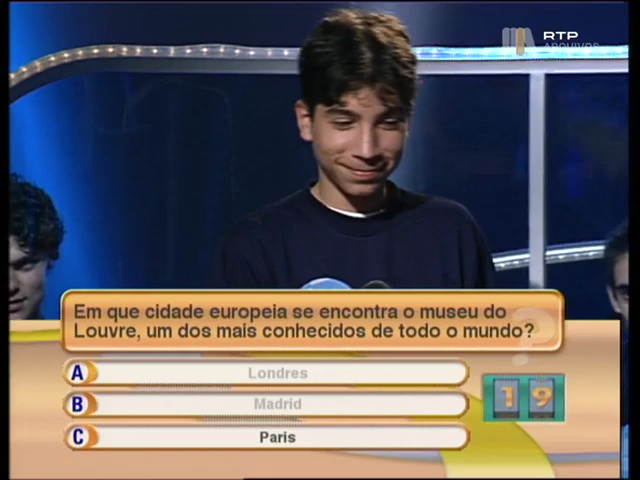 RTP
ARQUIVOS
Em que cidade europeia se encontra o museu do
Louvre, um dos mais conhecidos de todo o mundo?
A Londres
19
B Madrid
C Paris